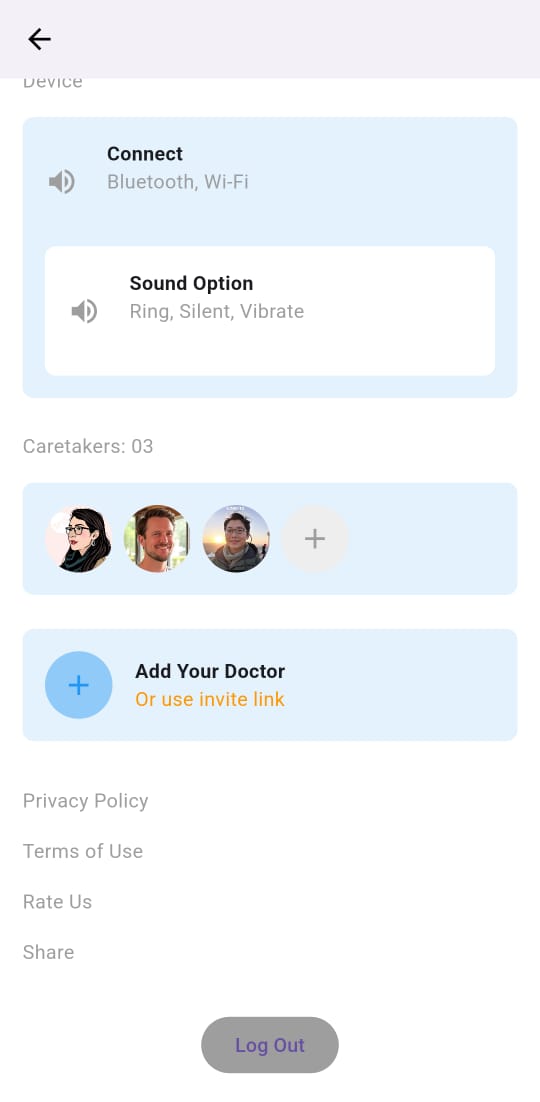 Device
Connect
Bluetooth, Wi-Fi
Sound Option
Ring, Silent, Vibrate
Caretakers: 03
Add Your Doctor
Or use invite link
Privacy Policy
Terms of Use
Rate Us
Share
Log Out